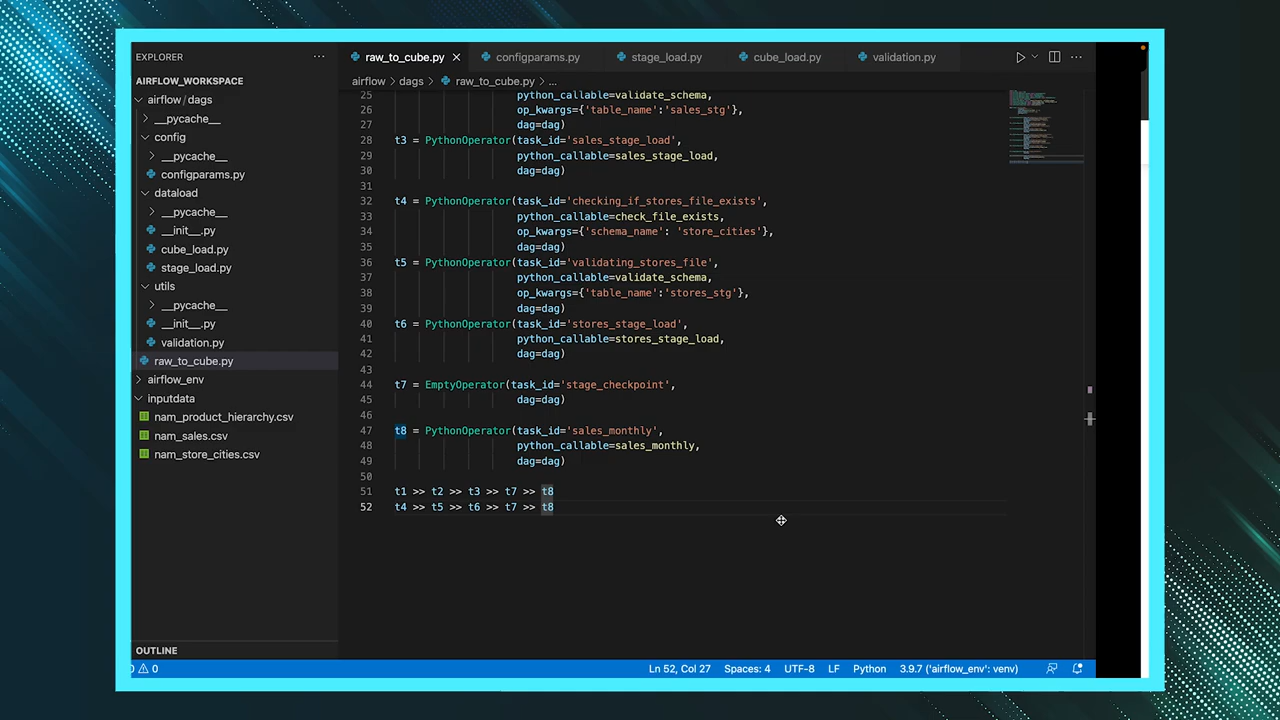 EXPLORER
AIRFLOW_WORKSPACE
airflow/dags
__pycache__
config
__pycache__
configparams.py
dataload
__pycache__
__init__.py
cube_load.py
stage_load.py
utils
__pycache__
__init__.py
validation.py
raw_to_cube.py
airflow_env
inputdata
nam_product_hierarchy.csv
nam_sales.csv
nam_store_cities.csv
OUTLINE
raw_to_cube.py configparams.py stage_load.py cube_load.py validation.py
airflow > dags > raw_to_cube.py > ...
25 python_callable=validate_schema,
26 op_kwargs={'table_name':'sales_stg'},
27 dag=dag)
28 t3 = PythonOperator(task_id='sales_stage_load',
29 python_callable=sales_stage_load,
30 dag=dag)
31
32 t4 = PythonOperator(task_id='checking_if_stores_file_exists',
33 python_callable=check_file_exists,
34 op_kwargs={'schema_name': 'store_cities'},
35 dag=dag)
36 t5 = PythonOperator(task_id='validating_stores_file',
37 python_callable=validate_schema,
38 op_kwargs={'table_name':'stores_stg'},
39 dag=dag)
40 t6 = PythonOperator(task_id='stores_stage_load',
41 python_callable=stores_stage_load,
42 dag=dag)
43
44 t7 = EmptyOperator(task_id='stage_checkpoint',
45 dag=dag)
46
47 t8 = PythonOperator(task_id='sales_monthly',
48 python_callable=sales_monthly,
49 dag=dag)
50
51 t1 >> t2 >> t3 >> t7 >> t8
52 t4 >> t5 >> t6 >> t7 >> t8
0 Ln 52, Col 27 Spaces: 4 UTF-8 LF Python 3.9.7 ('airflow_env': venv)